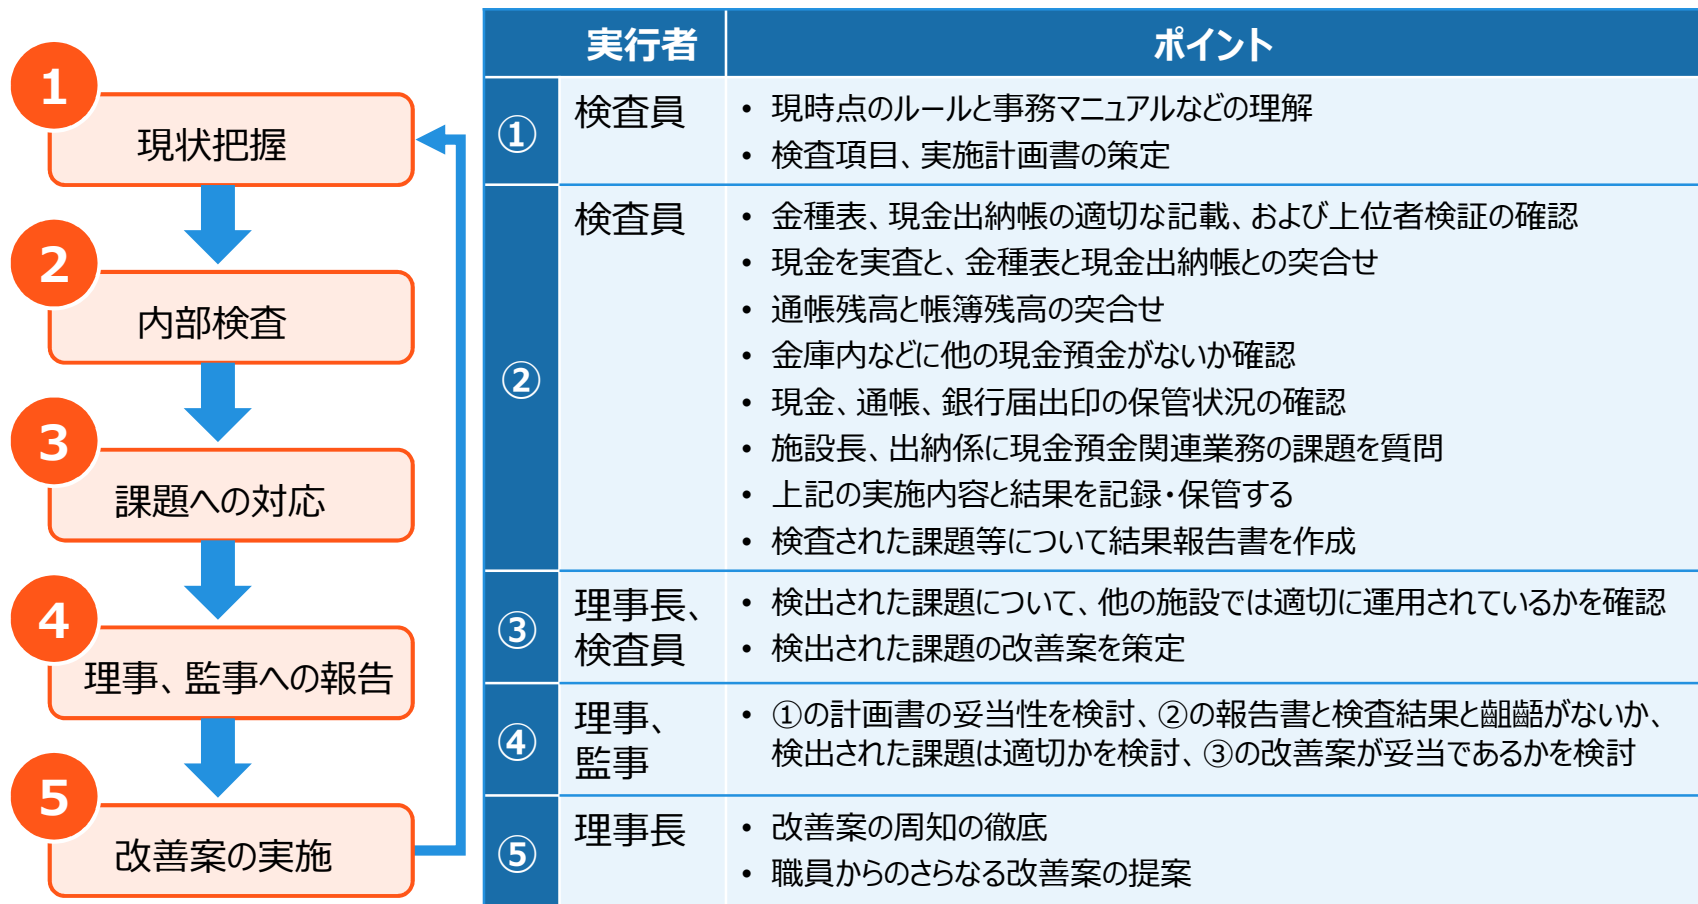 1
現状把握
2
内部検査
3
課題への対応
4
理事、監事への報告
5
改善案の実施
実行者 ポイント
① 検査員
• 現時点のルールと事務マニュアルなどの理解
• 検査項目、実施計画書の策定
② 検査員
• 金種表、現金出納帳の適切な記載、および上位者検証の確認
• 現金を実査と、金種表と現金出納帳との突合せ
• 通帳残高と帳簿残高の突合せ
• 金庫内などに他の現金預金がないか確認
• 現金、通帳、銀行届出印の保管状況の確認
• 施設長、出納係に現金預金関連業務の課題を質問
• 上記の実施内容と結果を記録・保管する
• 検査された課題等について結果報告書を作成
③ 理事長、
検査員
• 検出された課題について、他の施設では適切に運用されているかを確認
• 検出された課題の改善案を策定
④ 理事、
監事
• ①の計画書の妥当性を検討、②の報告書と検査結果と齟齬がないか、
検出された課題は適切かを検討、③の改善案が妥当であるかを検討
⑤ 理事長
• 改善案の周知の徹底
• 職員からのさらなる改善案の提案